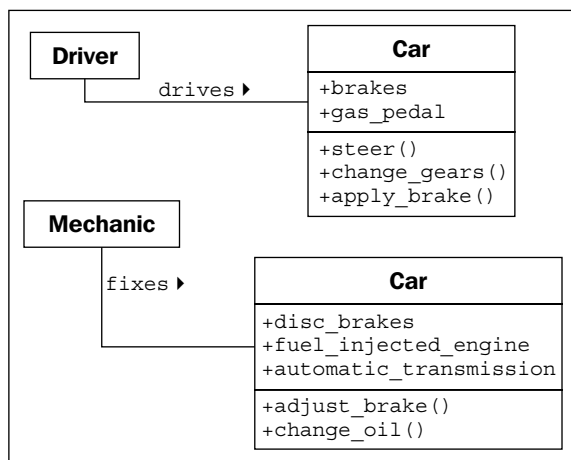 Driver
drives
Car
+brakes
+gas_pedal
+steer()
+change_gears()
+apply_brake()
Mechanic
fixes
Car
+disc_brakes
+fuel_injected_engine
+automatic_transmission
+adjust_brake()
+change_oil()